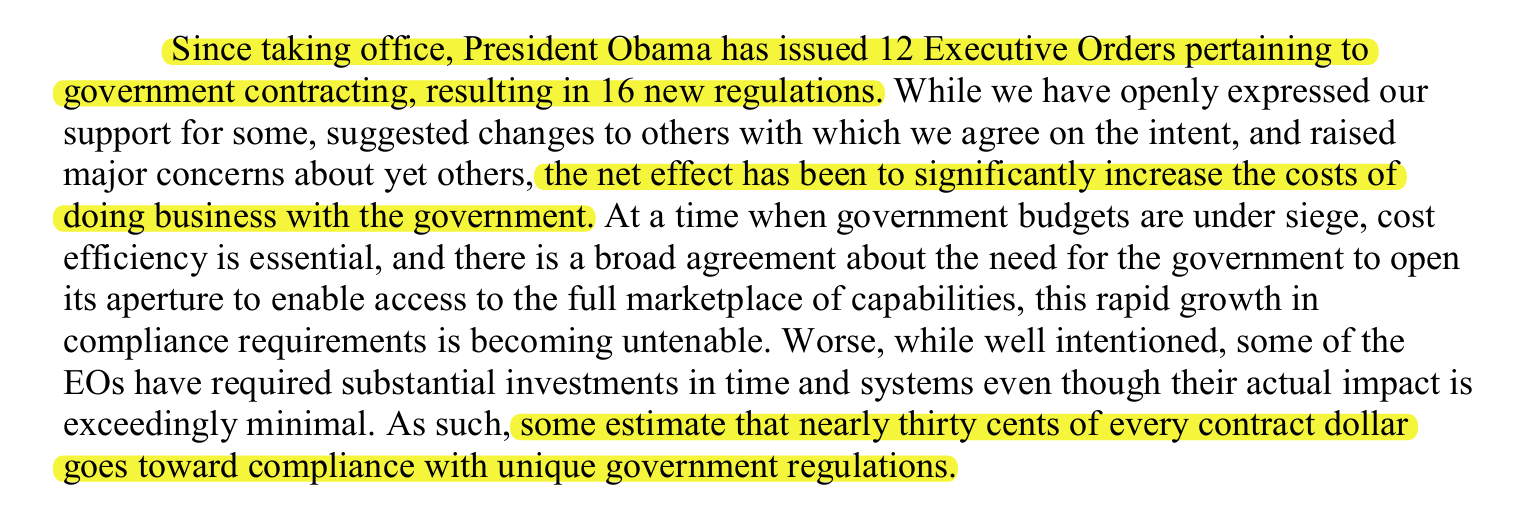 Since taking office, President Obama has issued 12 Executive Orders pertaining to
government contracting, resulting in 16 new regulations. While we have openly expressed our
support for some, suggested changes to others with which we agree on the intent, and raised
major concerns about yet others, the net effect has been to significantly increase the costs of
doing business with the government. At a time when government budgets are under siege, cost
efficiency is essential, and there is a broad agreement about the need for the government to open
its aperture to enable access to the full marketplace of capabilities, this rapid growth in
compliance requirements is becoming untenable. Worse, while well intentioned, some of the
EOs have required substantial investments in time and systems even though their actual impact is
exceedingly minimal. As such, some estimate that nearly thirty cents of every contract dollar
goes toward compliance with unique government regulations.